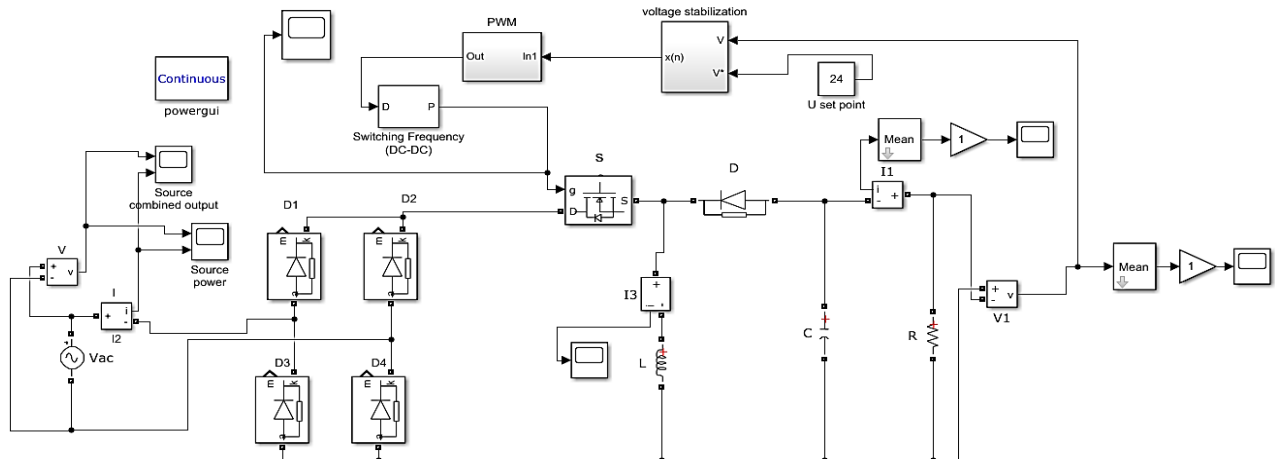 voltage stabilization
PWM
Out
In1
x(n)
V
V*
24
U set point
Continuous
powergui
D
P
Switching Frequency
(DC-DC)
Mean
1
I1
i
+
S
g
D
S
D
Source
combined output
Source
power
D1
D2
m
k
a
m
k
a
V
+
-
v
I
+
i
-
I2
Vac
I3
+
i
-
L
C
R
+
-
v
V1
Mean
1
D3
D4
m
k
a
m
k
a